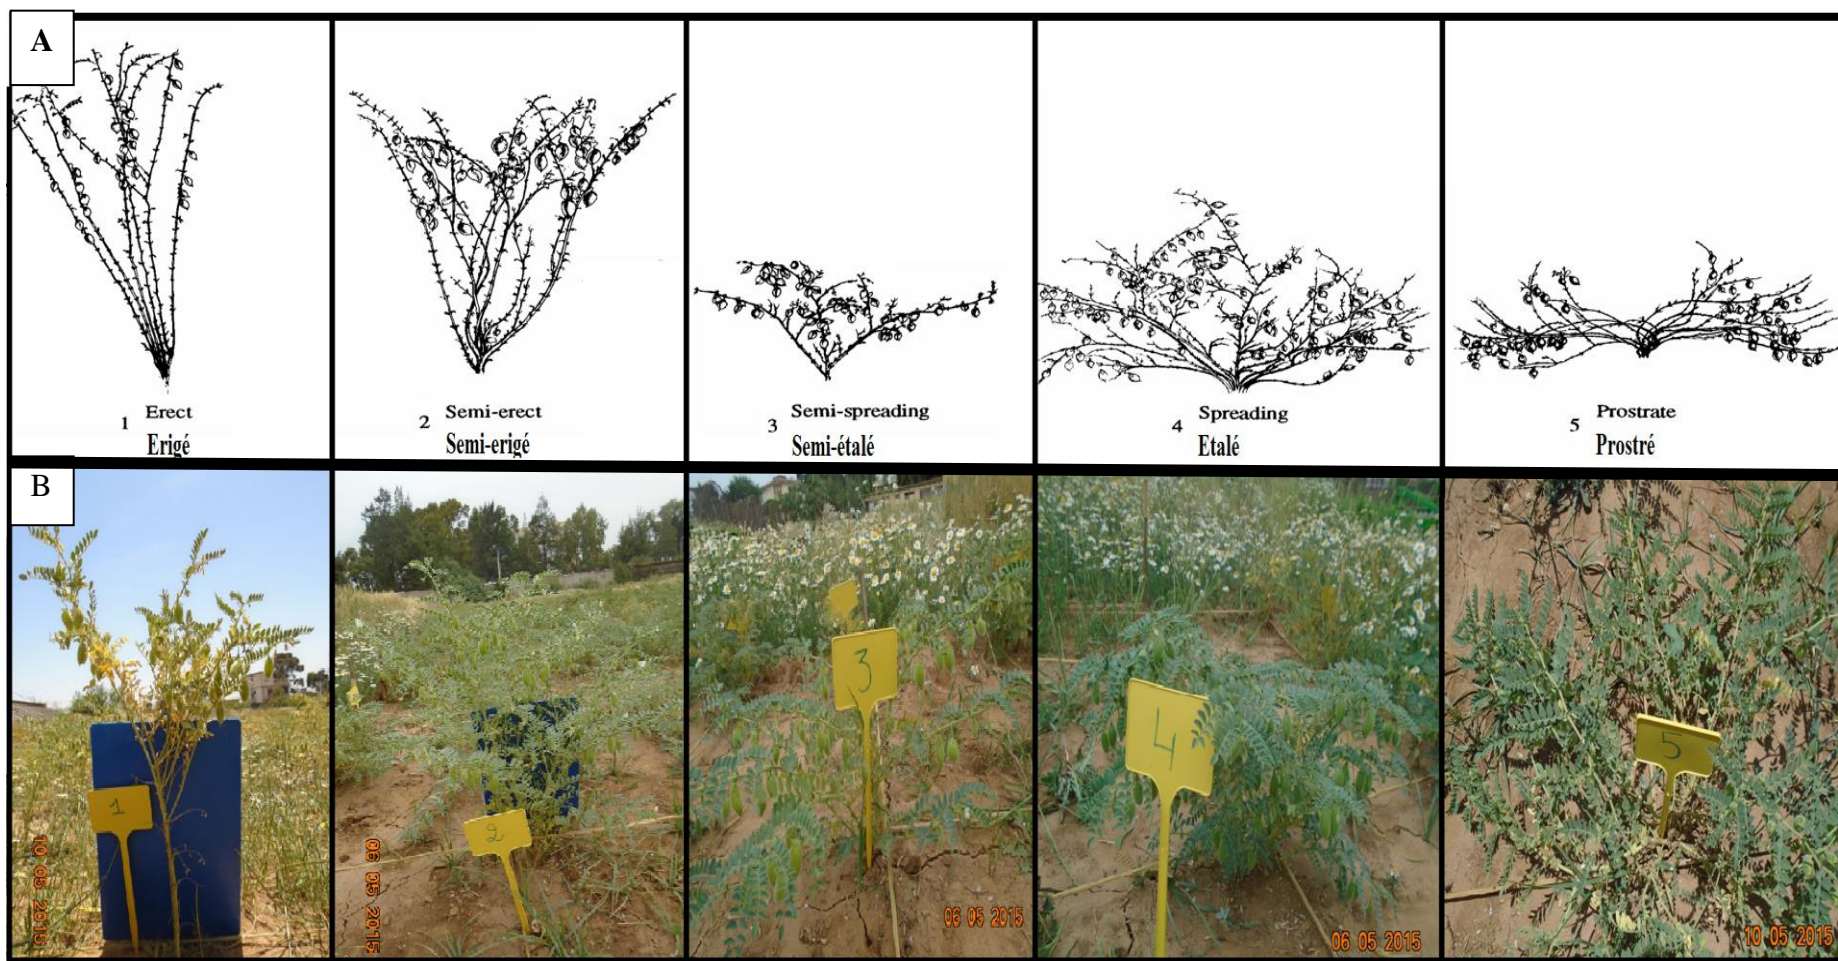 A
1 Erect
Erigé
2 Semi-erect
Semi-erigé
3 Semi-spreading
Semi-étalé
4 Spreading
Etalé
5 Prostrate
Prostré
B
1
10 05 2015
2
06 05 2015
3
06 05 2015
4
06 05 2015
5
10 05 2015